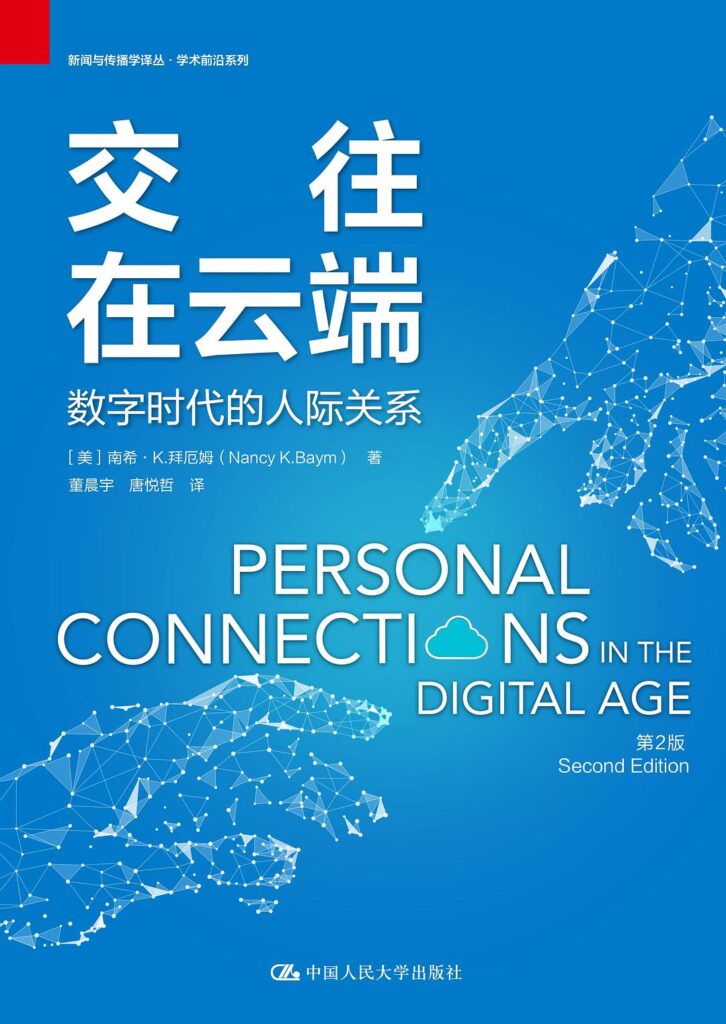 新闻与传播学译丛·学术前沿系列
交往
在云端
数字时代的人际关系
[美]南希·K.拜厄姆(Nancy K.Baym) 著
董晨宇 唐悦哲 译
PERSONAL
CONNECTI NS IN THE
DIGITAL AGE
第2版
Second Edition
中国人民大学出版社